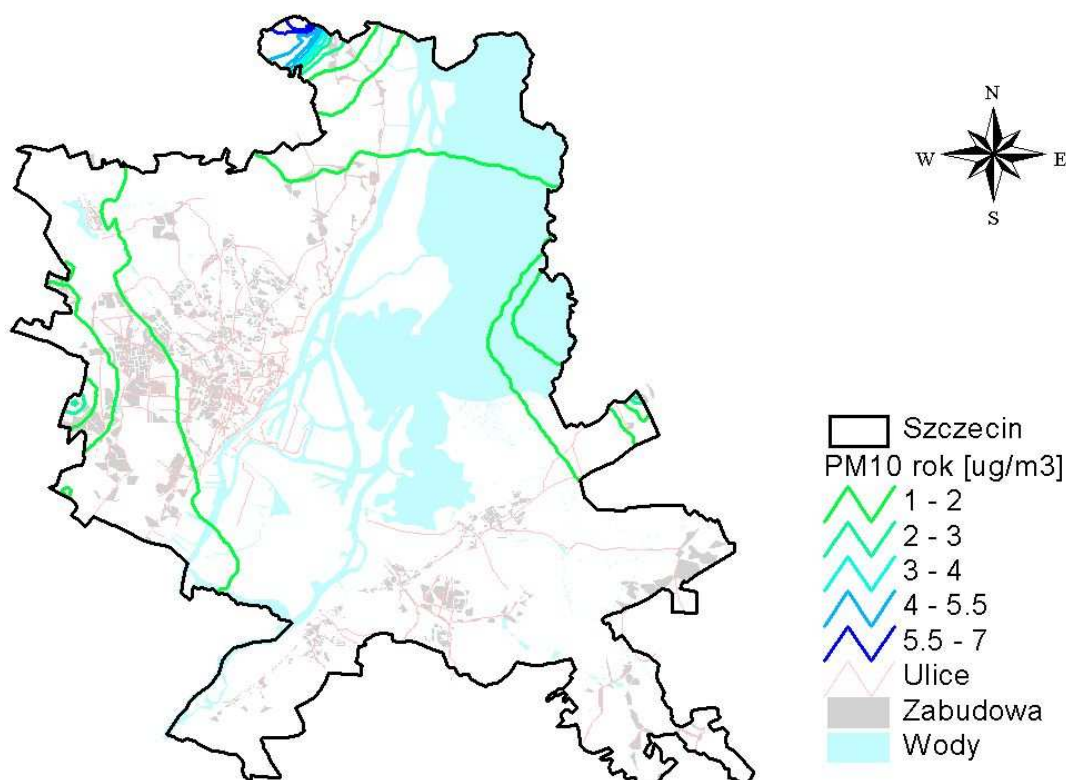 N
W
E
S
Szczecin
PM10 rok [ug/m3]
1 - 2
2 - 3
3 - 4
4 - 5.5
5.5 - 7
Ulice
Zabudowa
Wody